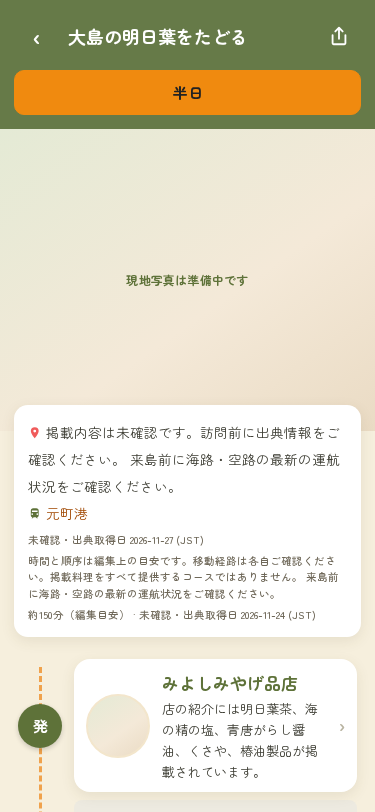 大島の明日葉をたどる
半日
現地写真は準備中です
掲載内容は未確認です。訪問前に出典情報をご
確認ください。 来島前に海路・空路の最新の運航
状況をご確認ください。
元町港
未確認・出典取得日 2026-11-27 (JST)
時間と順序は編集上の目安です。移動経路は各自ご確認くださ
い。掲載料理をすべて提供するコースではありません。 来島前
に海路・空路の最新の運航状況をご確認ください。
約150分（編集目安） · 未確認・出典取得日 2026-11-24 (JST)
発
みよしみやげ品店
店の紹介には明日葉茶、海
の精の塩、青唐がらし醤
油、くさや、椿油製品が掲
載されています。